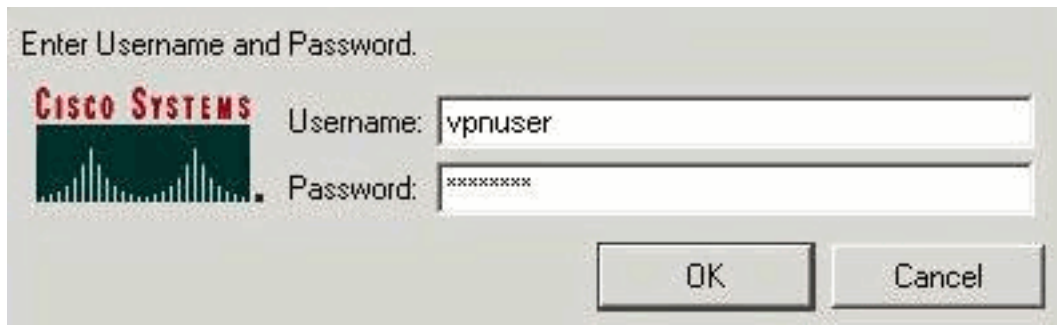 Enter Username and Password.
CISCO SYSTEMS
Username: vpnuser
Password: ********
OK Cancel